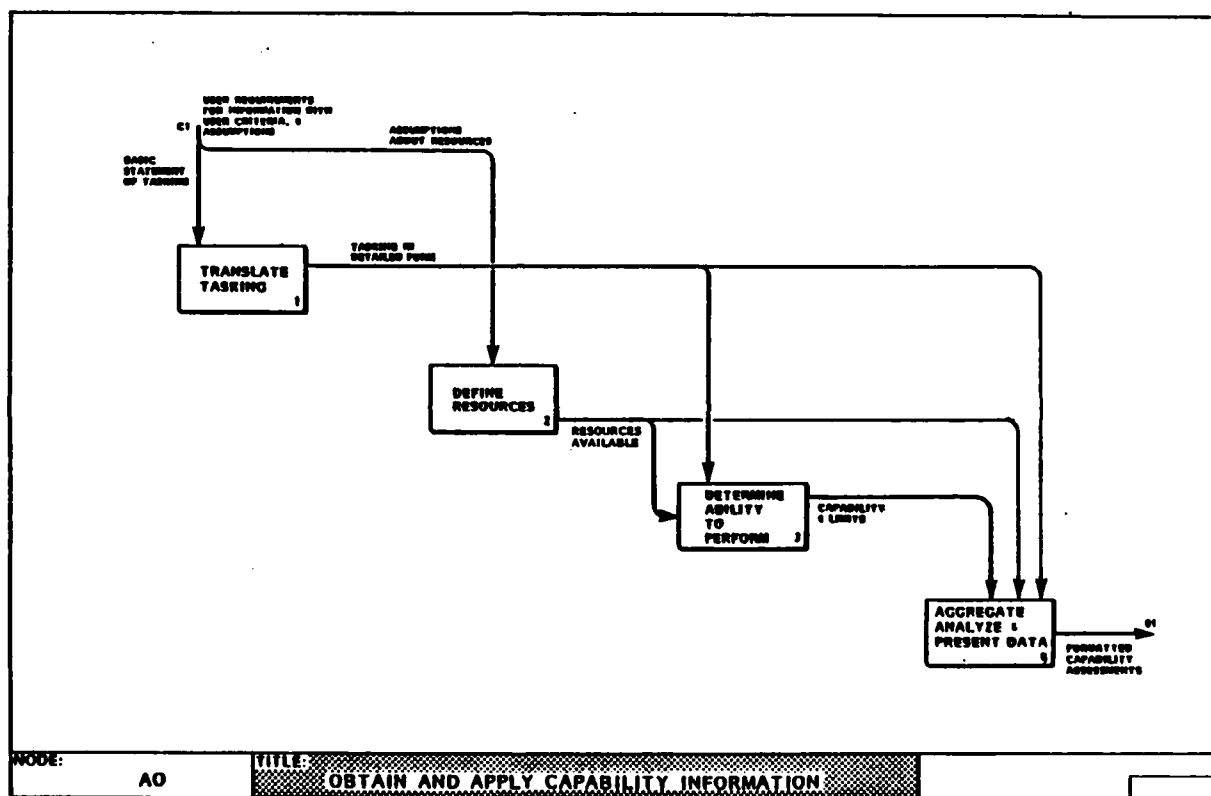 USER REQUIREMENTS
FOR INFORMATION WITH
USER CRITERIA, &
ASSUMPTIONS
C1
ASSUMPTIONS
ABOUT RESOURCES
BASIC
STATEMENT
OF TASKING
TASKING IN
DETAILED FORM
TRANSLATE
TASKING
1
DEFINE
RESOURCES
2
RESOURCES
AVAILABLE
DETERMINE
ABILITY
TO
PERFORM
3
CAPABILITY
& LIMITS
AGGREGATE
ANALYZE &
PRESENT DATA
O1
FORMATTED
CAPABILITY
ASSESSMENTS
NODE:
A0
TITLE:
OBTAIN AND APPLY CAPABILITY INFORMATION